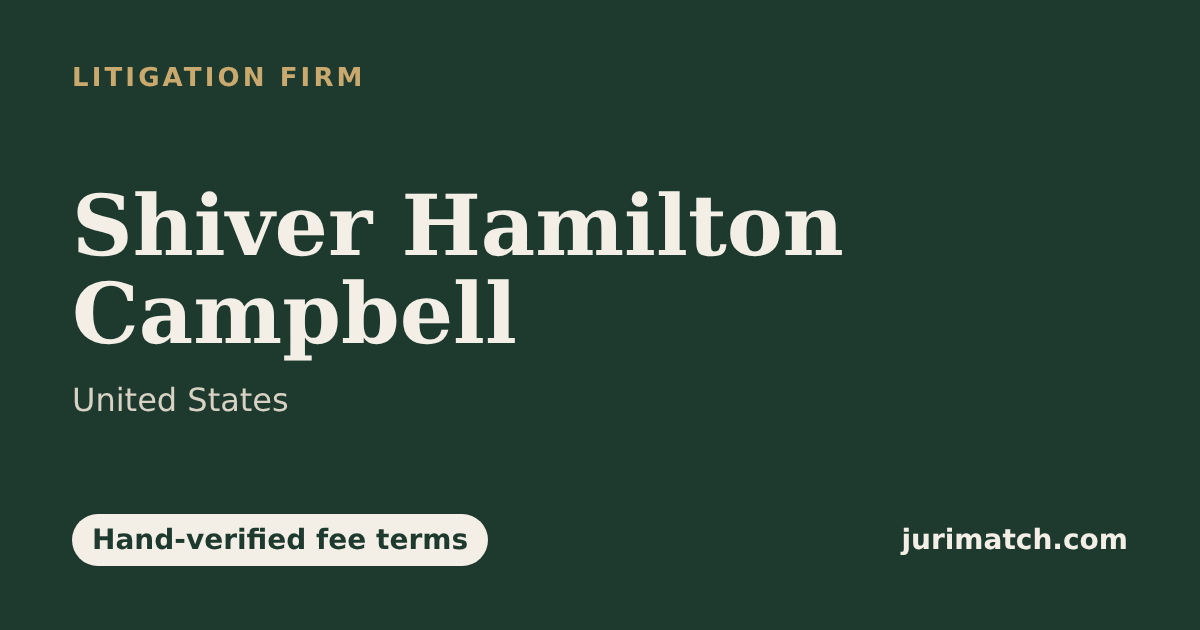 LITIGATION FIRM
Shiver Hamilton
Campbell
United States
Hand-verified fee terms
jurimatch.com